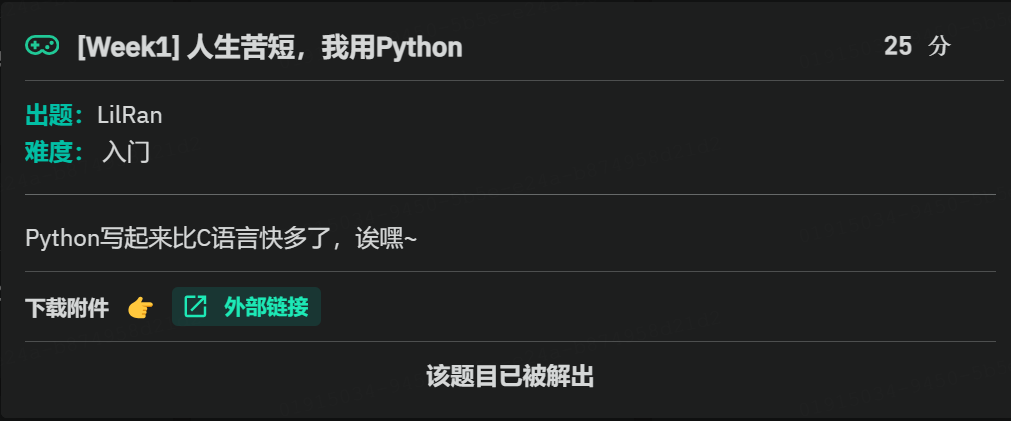 [Week1] 人生苦短，我用Python
25 分
出题：LilRan
难度：入门
Python写起来比C语言快多了，诶嘿~
下载附件 👉 外部链接
该题目已被解出